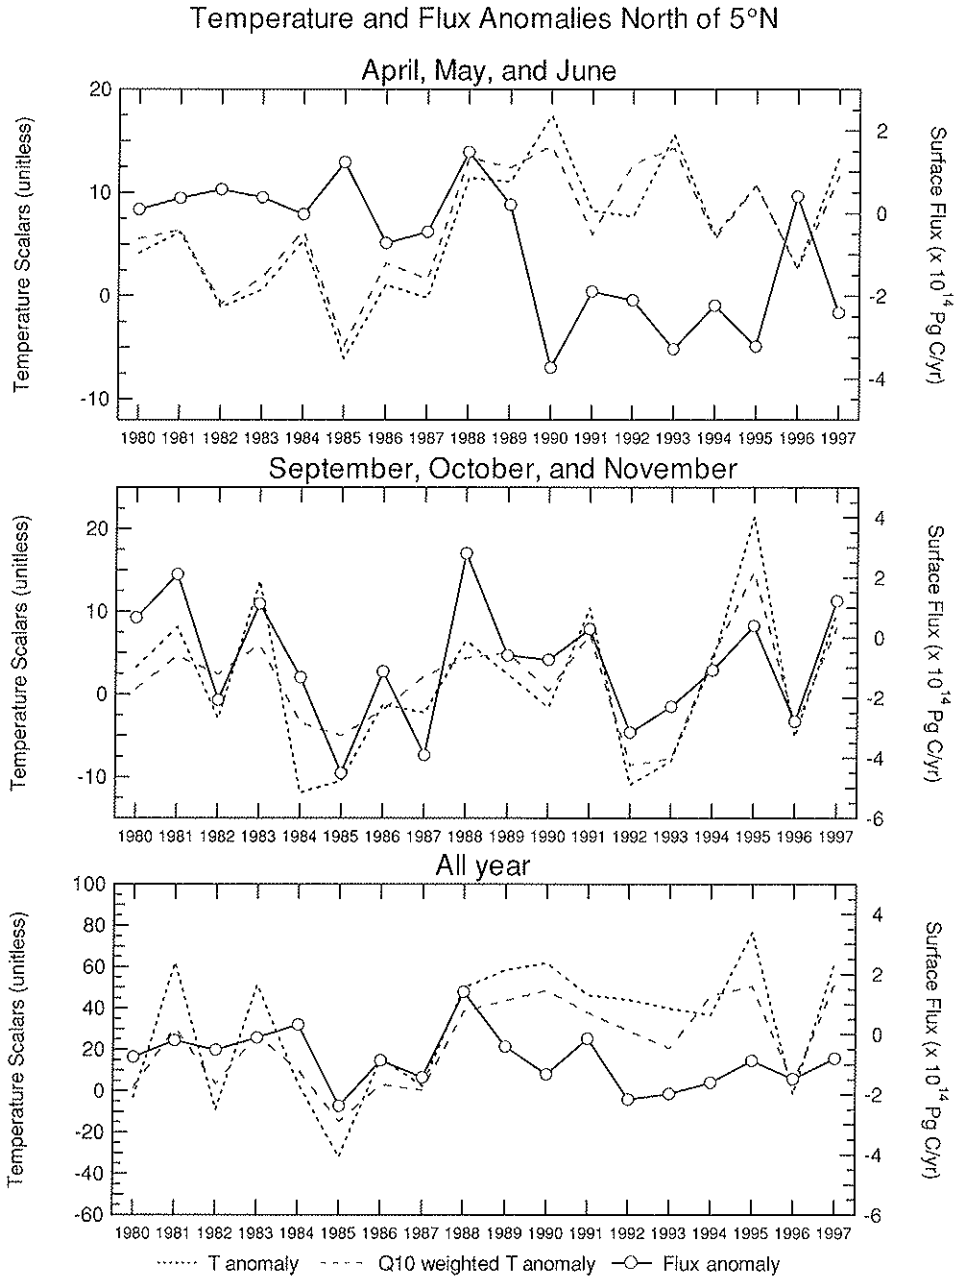 Temperature and Flux Anomalies North of 5°N
April, May, and June
Temperature Scalars (unitless)
20
10
0
-10
2
0
-2
-4
Surface Flux (x 10^14 Pg C/yr)
1980 1981 1982 1983 1984 1985 1986 1987 1988 1989 1990 1991 1992 1993 1994 1995 1996 1997
September, October, and November
Temperature Scalars (unitless)
20
10
0
-10
4
2
0
-2
-4
-6
Surface Flux (x 10^14 Pg C/yr)
1980 1981 1982 1983 1984 1985 1986 1987 1988 1989 1990 1991 1992 1993 1994 1995 1996 1997
All year
Temperature Scalars (unitless)
100
80
60
40
20
0
-20
-40
-60
4
2
0
-2
-4
-6
Surface Flux (x 10^14 Pg C/yr)
1980 1981 1982 1983 1984 1985 1986 1987 1988 1989 1990 1991 1992 1993 1994 1995 1996 1997
T anomaly Q10 weighted T anomaly Flux anomaly